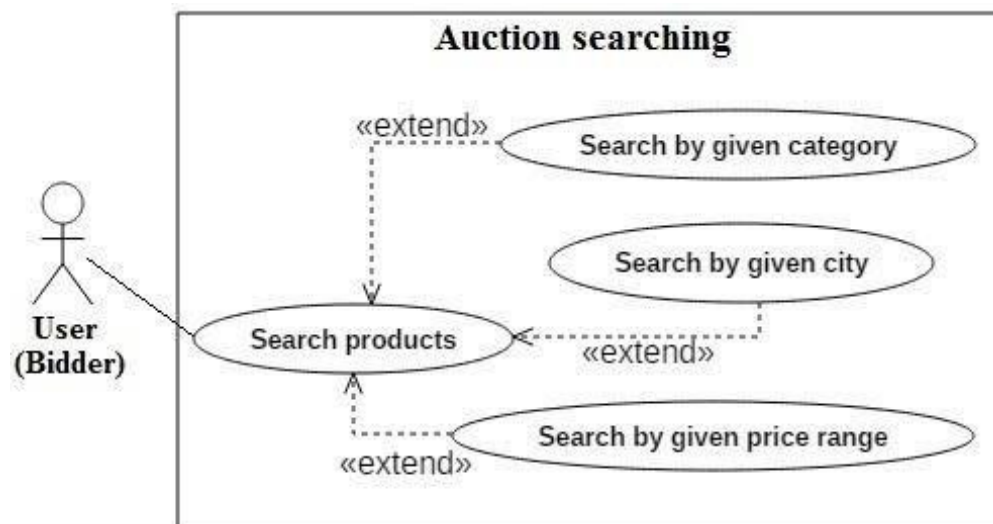 Auction searching
«extend»
Search by given category
Search by given city
User
(Bidder)
Search products
«extend»
Search by given price range
«extend»